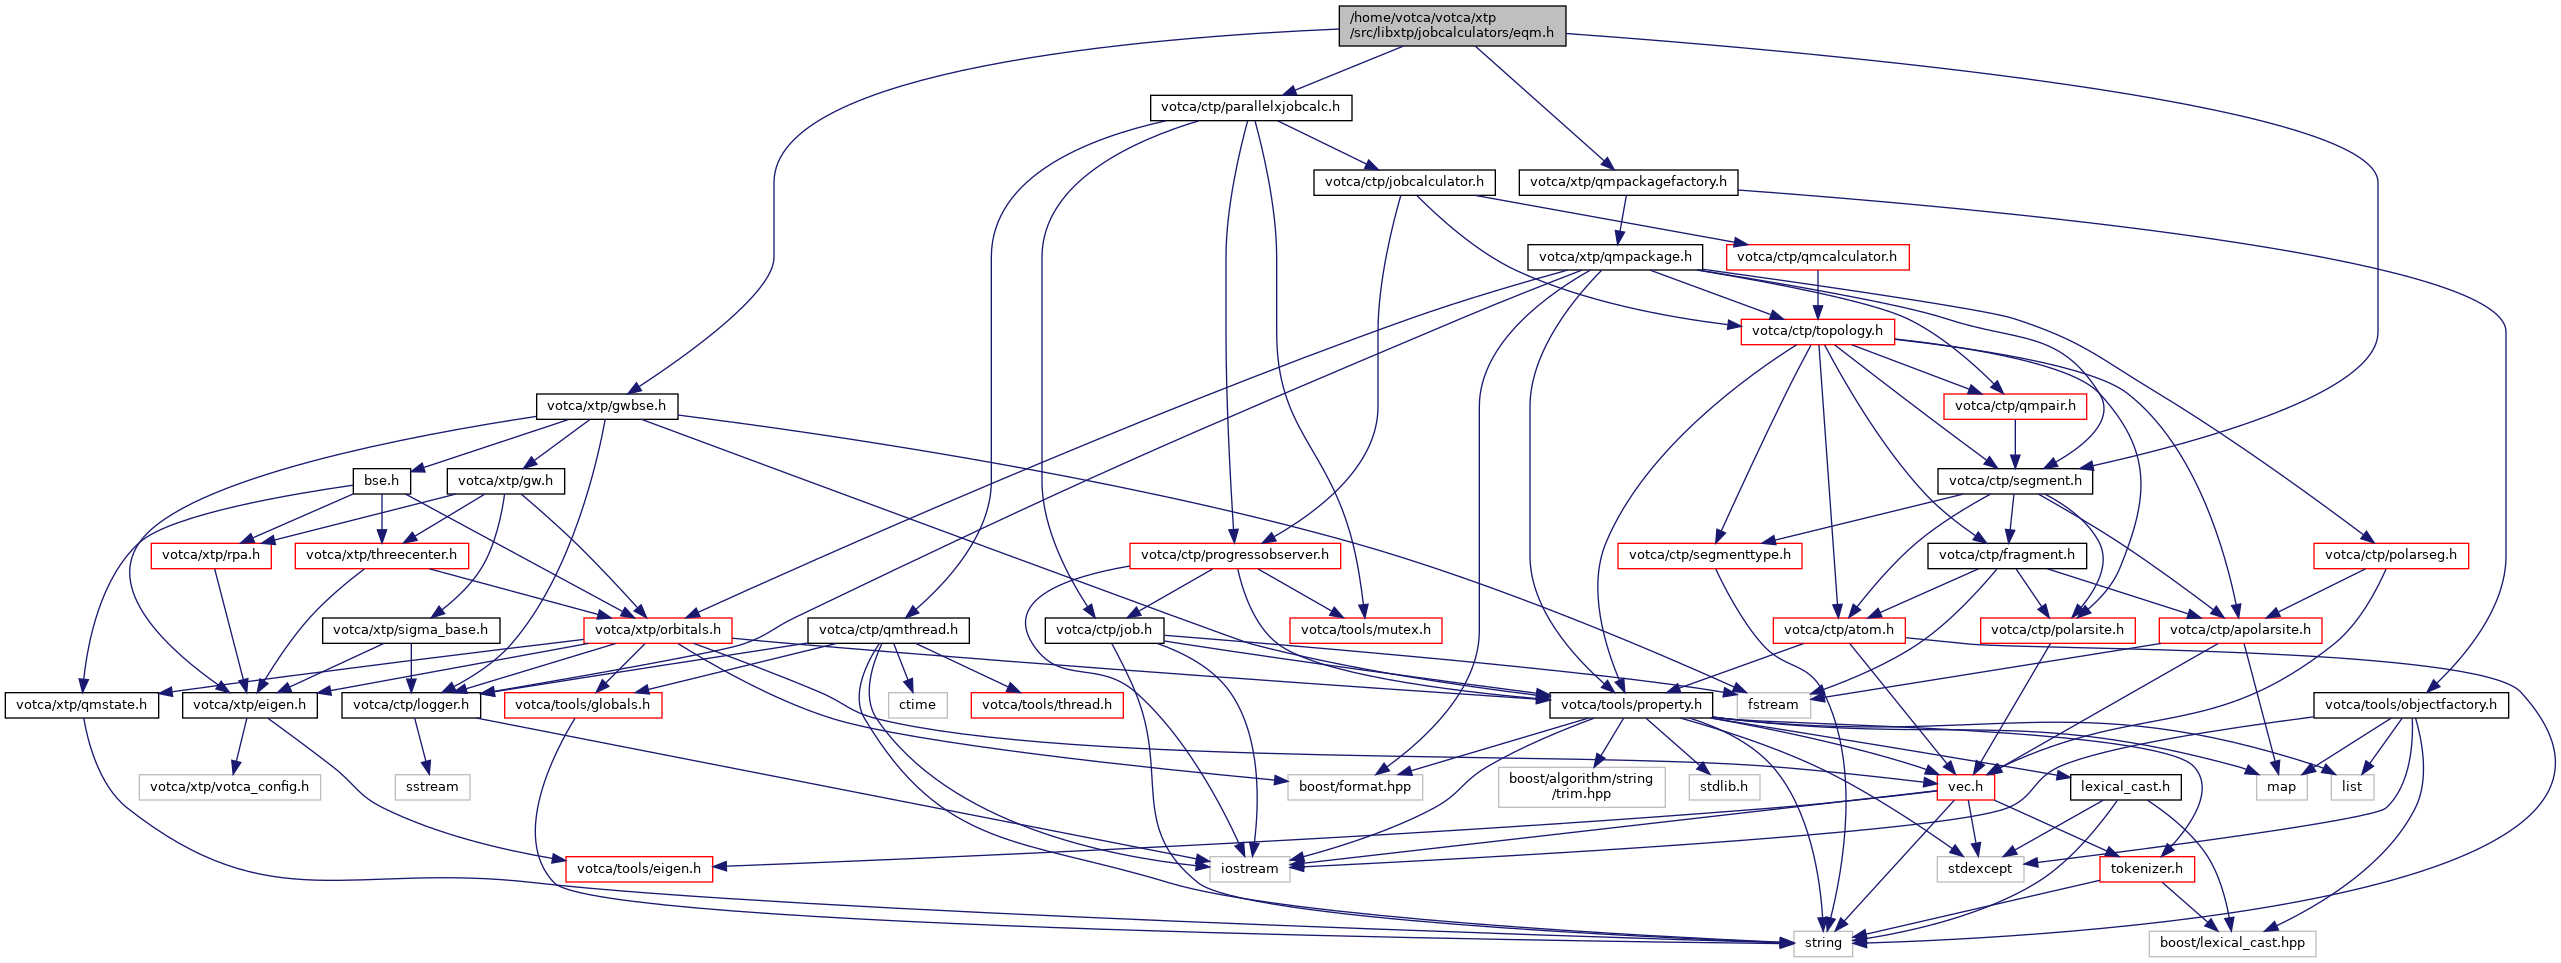 /home/votca/votca/xtp
/src/libxtp/jobcalculators/eqm.h
votca/ctp/parallelxjobcalc.h
votca/ctp/jobcalculator.h
votca/xtp/qmpackagefactory.h
votca/xtp/qmpackage.h
votca/ctp/qmcalculator.h
votca/ctp/topology.h
votca/xtp/gwbse.h
votca/ctp/qmpair.h
bse.h
votca/xtp/gw.h
votca/ctp/segment.h
votca/xtp/rpa.h
votca/xtp/threecenter.h
votca/ctp/progressobserver.h
votca/ctp/segmenttype.h
votca/ctp/fragment.h
votca/ctp/polarseg.h
votca/xtp/sigma_base.h
votca/xtp/orbitals.h
votca/ctp/qmthread.h
votca/ctp/job.h
votca/tools/mutex.h
votca/ctp/atom.h
votca/ctp/polarsite.h
votca/ctp/apolarsite.h
votca/xtp/qmstate.h
votca/xtp/eigen.h
votca/ctp/logger.h
votca/tools/globals.h
ctime
votca/tools/thread.h
votca/tools/property.h
fstream
votca/tools/objectfactory.h
votca/xtp/votca_config.h
sstream
boost/format.hpp
boost/algorithm/string
/trim.hpp
stdlib.h
vec.h
lexical_cast.h
map
list
votca/tools/eigen.h
iostream
stdexcept
tokenizer.h
string
boost/lexical_cast.hpp